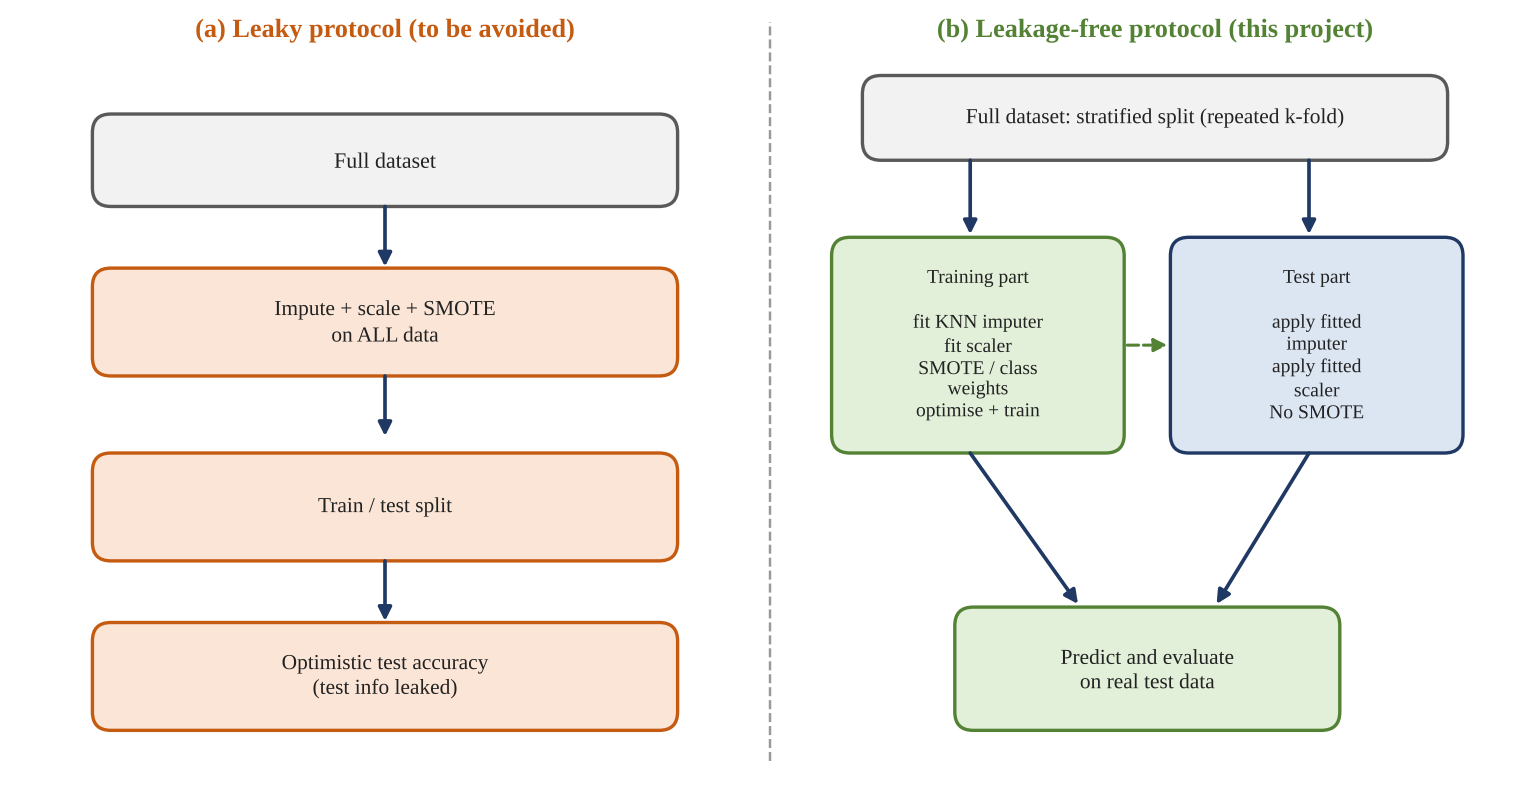 (a) Leaky protocol (to be avoided)
Full dataset
Impute + scale + SMOTE
on ALL data
Train / test split
Optimistic test accuracy
(test info leaked)
(b) Leakage-free protocol (this project)
Full dataset: stratified split (repeated k-fold)
Training part
fit KNN imputer
fit scaler
SMOTE / class
weights
optimise + train
Test part
apply fitted
imputer
apply fitted
scaler
No SMOTE
Predict and evaluate
on real test data